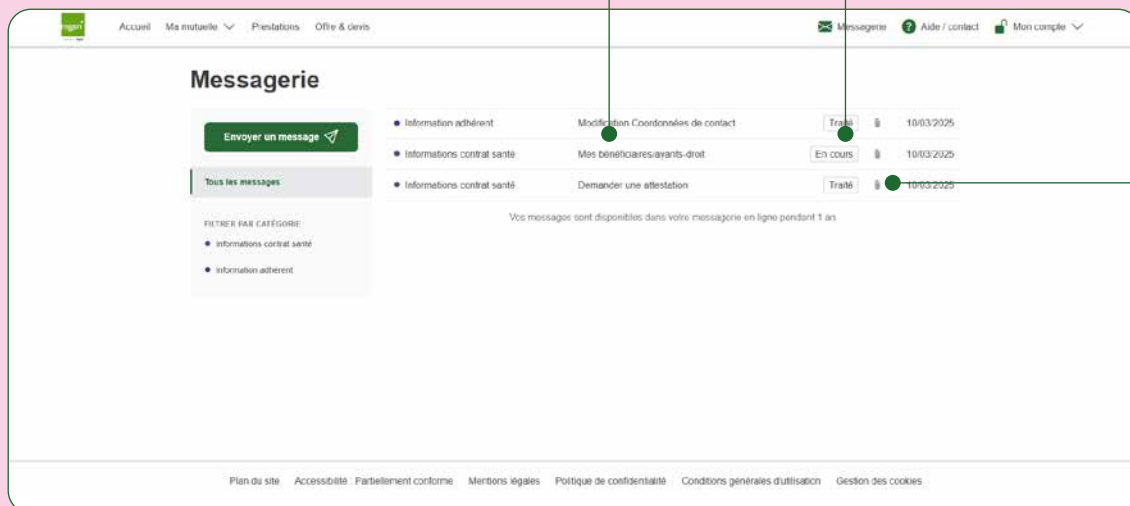 mgen
Accueil Ma mutuelle Prestations Offre & devis Messagerie Aide / contact Mon compte
Messagerie
Envoyer un message
Tous les messages
FILTRER PAR CATÉGORIE
Informations contrat santé
Information adhérent
Information adhérent Modification Coordonnées de contact Traité 10/03/2025
Informations contrat santé Mes bénéficiaires/ayants-droit En cours 10/03/2025
Informations contrat santé Demander une attestation Traité 10/03/2025
Vos messages sont disponibles dans votre messagerie en ligne pendant 1 an
Plan du site Accessibilité : Partiellement conforme Mentions légales Politique de confidentialité Conditions générales d'utilisation Gestion des cookies